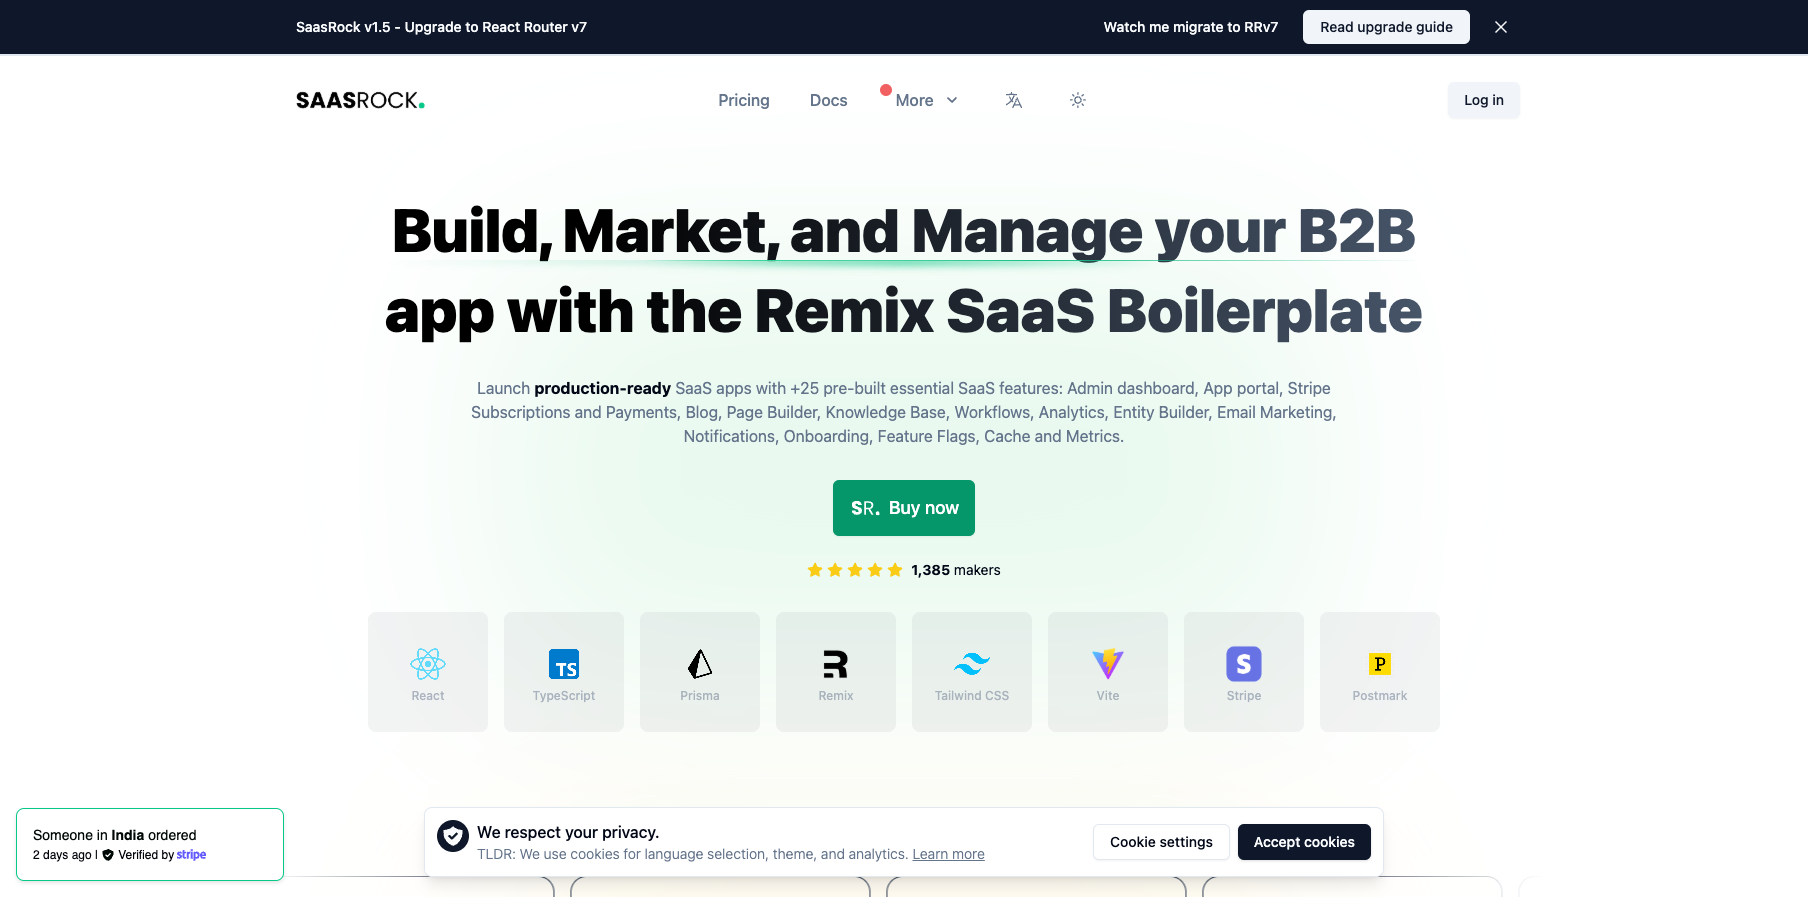 SaasRock v1.5 - Upgrade to React Router v7
Watch me migrate to RRv7
Read upgrade guide
SAASROCK.
Pricing
Docs
More
Log in
Build, Market, and Manage your B2B
app with the Remix SaaS Boilerplate
Launch production-ready SaaS apps with +25 pre-built essential SaaS features: Admin dashboard, App portal, Stripe
Subscriptions and Payments, Blog, Page Builder, Knowledge Base, Workflows, Analytics, Entity Builder, Email Marketing,
Notifications, Onboarding, Feature Flags, Cache and Metrics.
SR. Buy now
1,385 makers
React
TypeScript
Prisma
Remix
Tailwind CSS
Vite
Stripe
Postmark
Someone in India ordered
2 days ago | Verified by stripe
We respect your privacy.
TLDR: We use cookies for language selection, theme, and analytics. Learn more
Cookie settings
Accept cookies